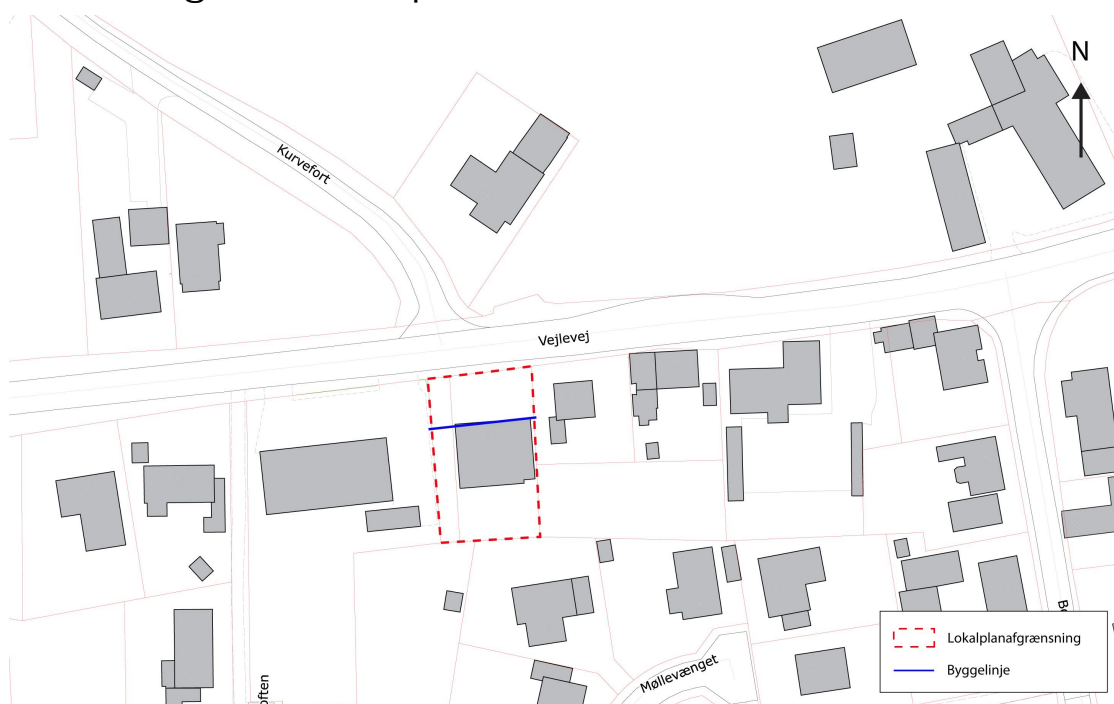 N
Kurvefort
Vejlevej
Lokalplanafgrænsning
Byggelinje
Møllevænget